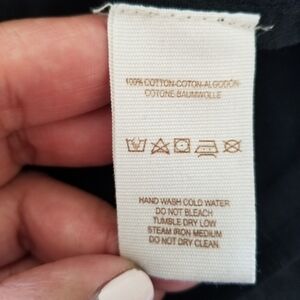 100% COTTON-COTON-ALGODÓN-
COTONE-BAUMWOLLE
HAND WASH COLD WATER
DO NOT BLEACH
TUMBLE DRY LOW
STEAM IRON MEDIUM
DO NOT DRY CLEAN